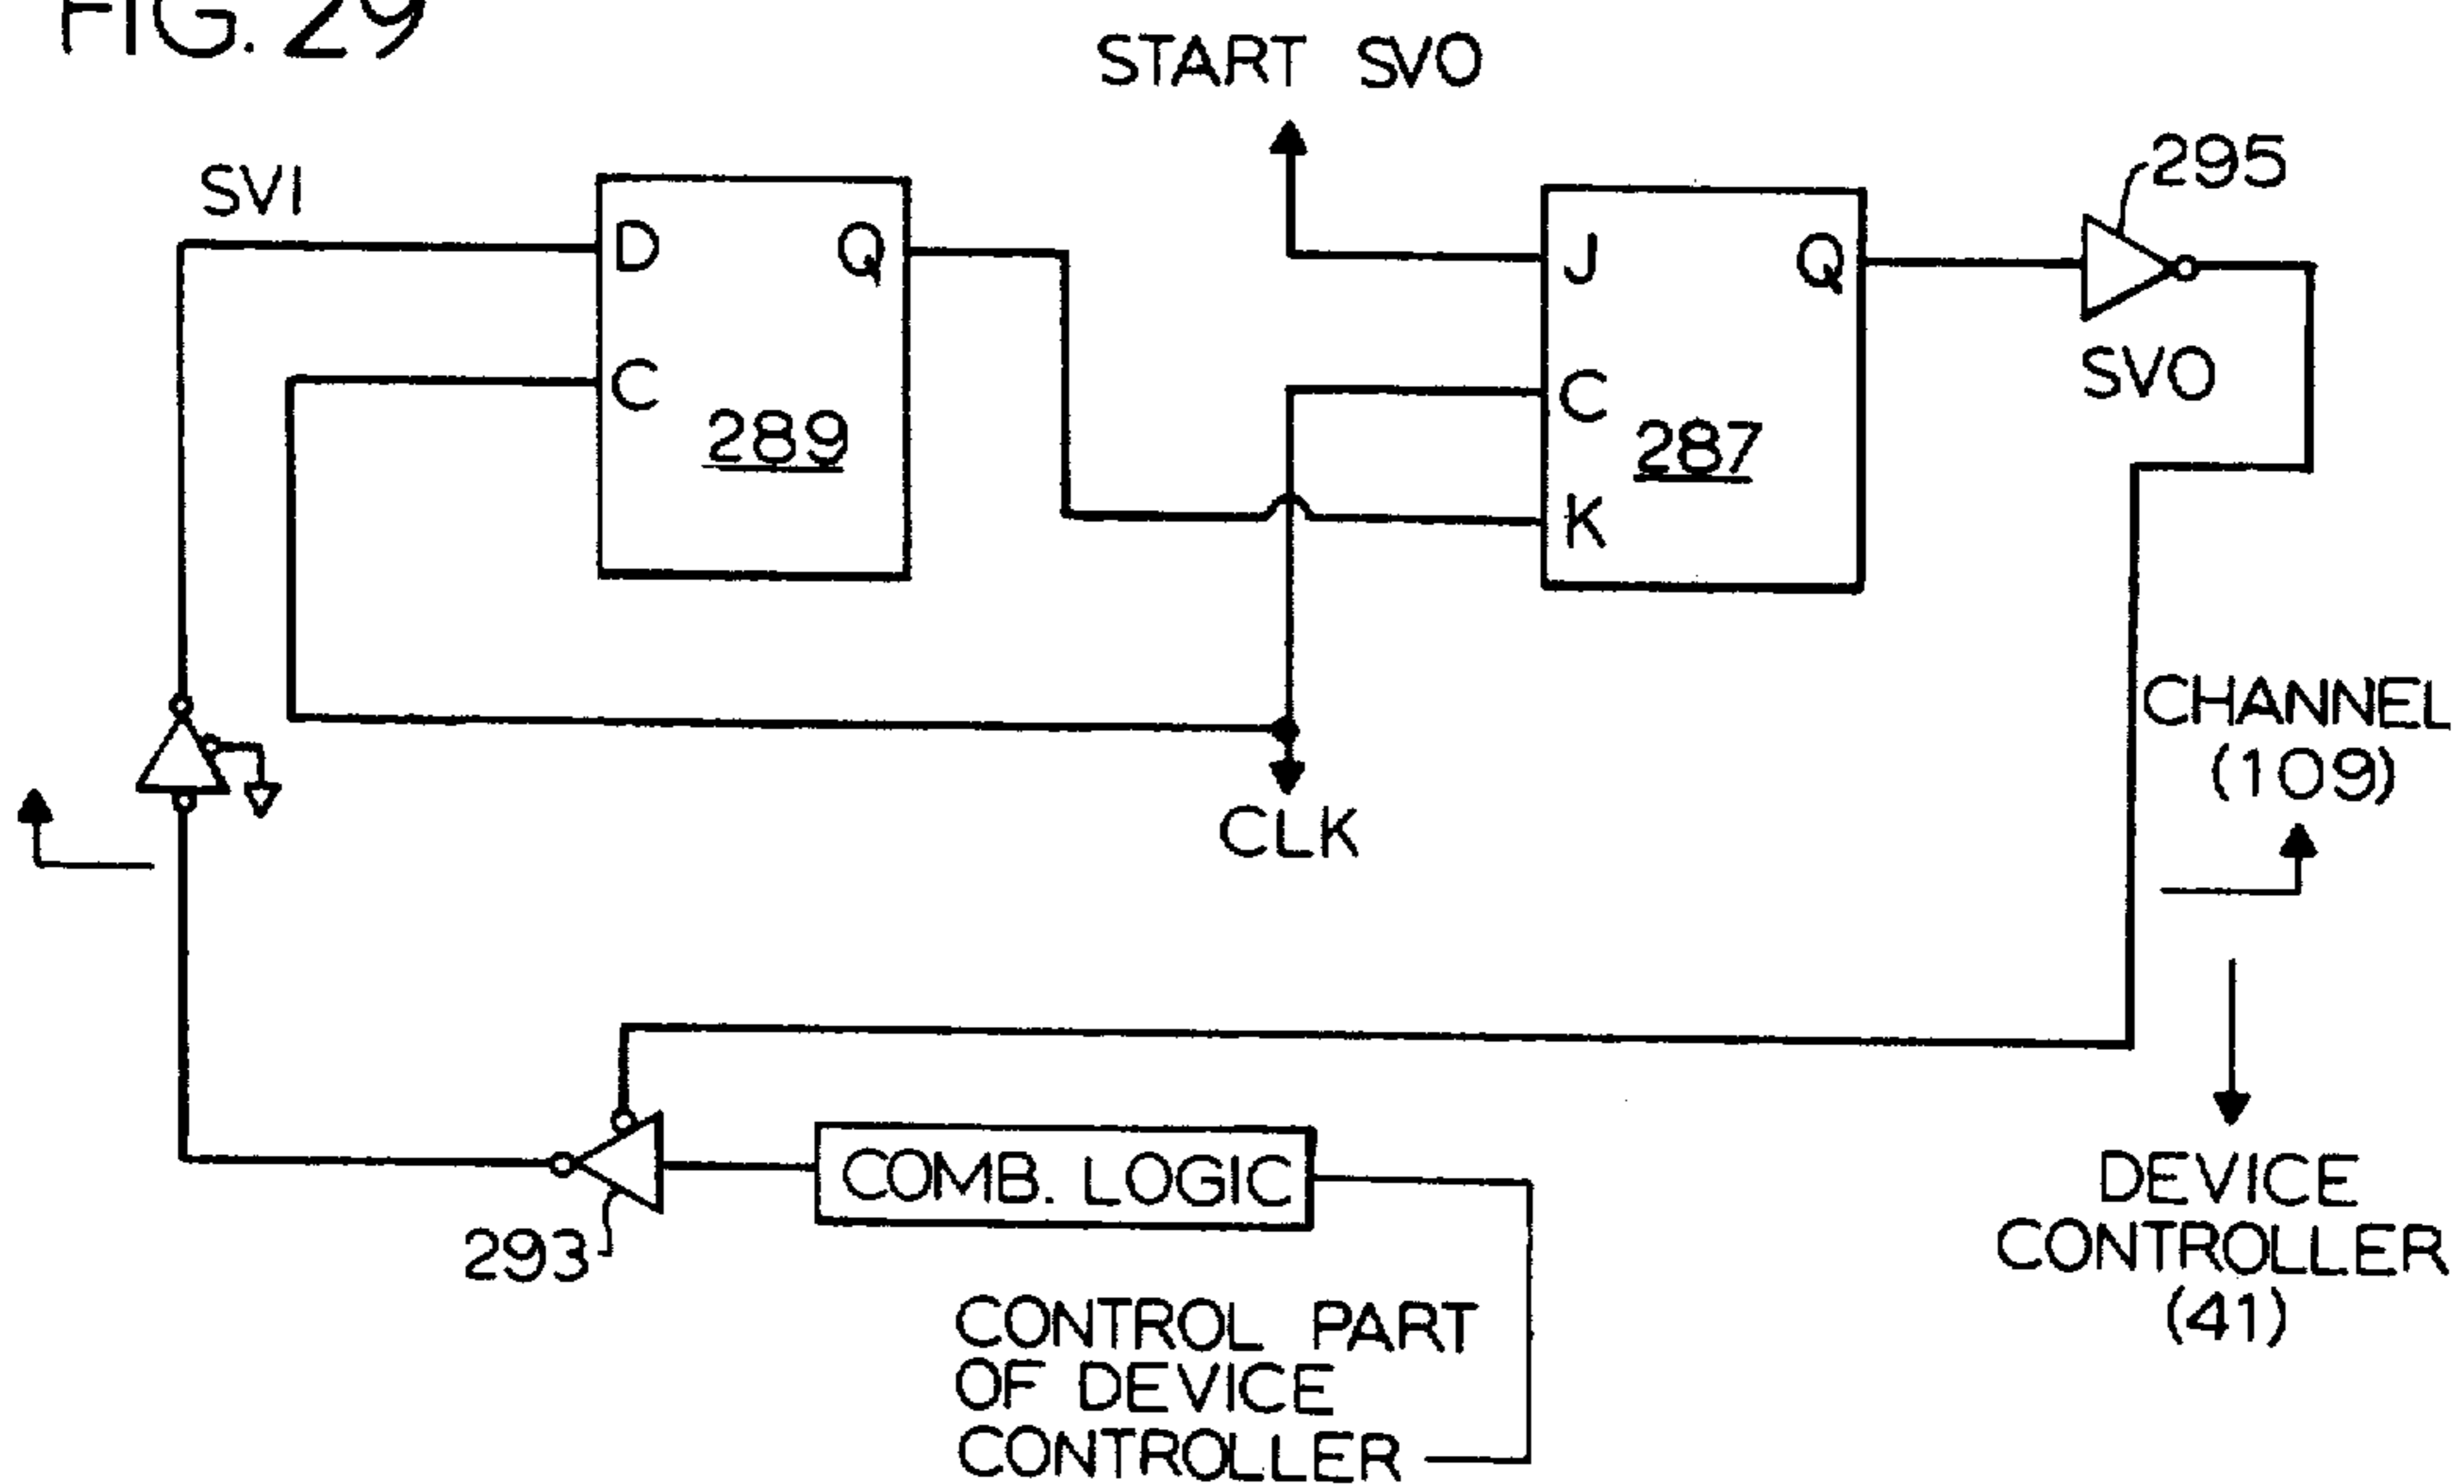 FIG. 29
START SVO
295
SVI
D
Q
J
Q
C
C
289
287
SVO
K
CHANNEL
(109)
CLK
COMB. LOGIC
DEVICE
CONTROLLER
(41)
293
CONTROL PART
OF DEVICE
CONTROLLER